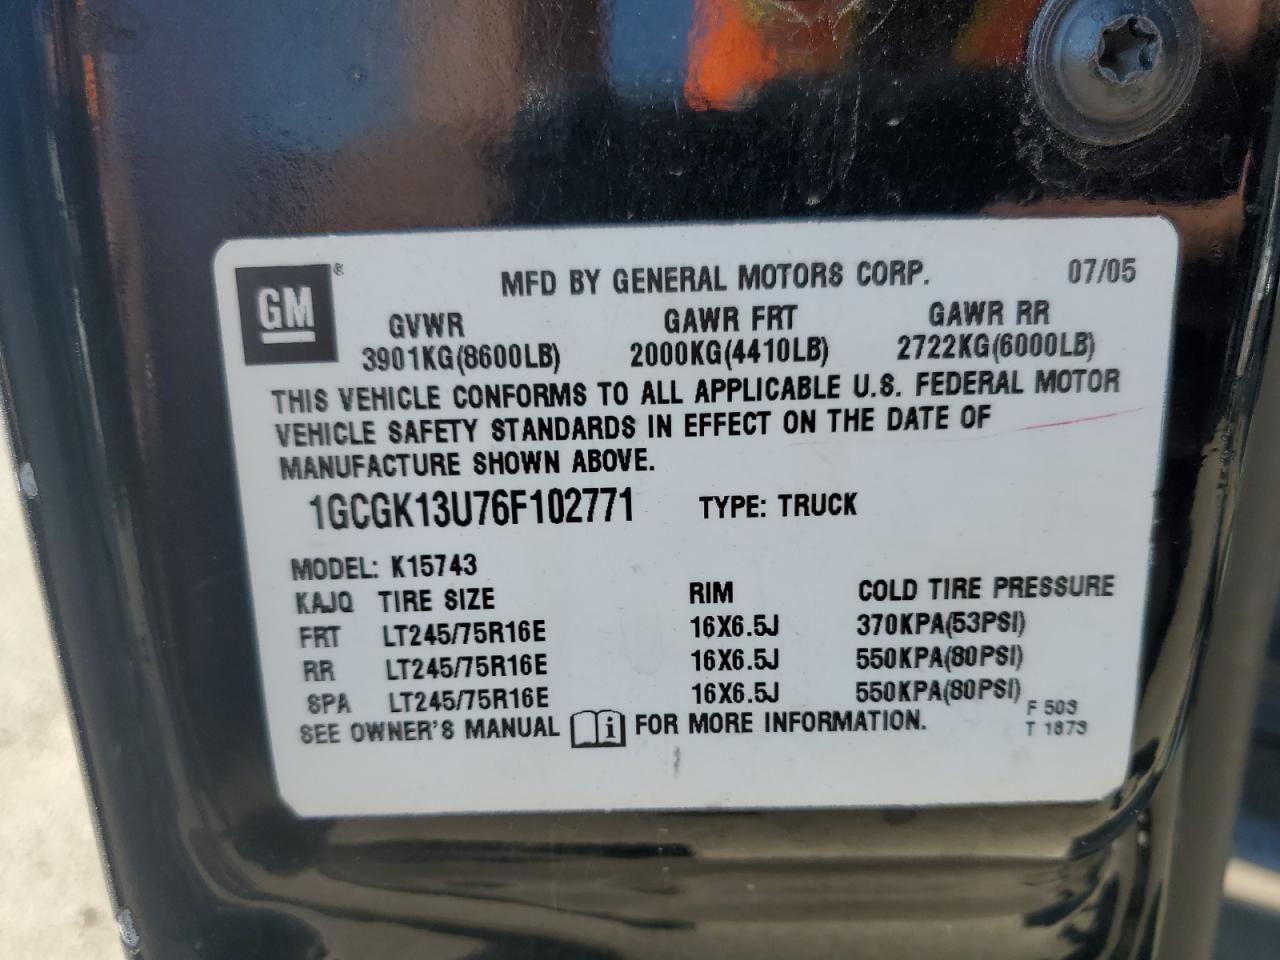 GM ®
MFD BY GENERAL MOTORS CORP. 07/05
GVWR GAWR FRT GAWR RR
3901KG(8600LB) 2000KG(4410LB) 2722KG(6000LB)
THIS VEHICLE CONFORMS TO ALL APPLICABLE U.S. FEDERAL MOTOR
VEHICLE SAFETY STANDARDS IN EFFECT ON THE DATE OF
MANUFACTURE SHOWN ABOVE.
1GCGK13U76F102771 TYPE: TRUCK
MODEL: K15743
KAJQ TIRE SIZE RIM COLD TIRE PRESSURE
FRT LT245/75R16E 16X6.5J 370KPA(53PSI)
RR LT245/75R16E 16X6.5J 550KPA(80PSI)
SPA LT245/75R16E 16X6.5J 550KPA(80PSI)
SEE OWNER'S MANUAL i FOR MORE INFORMATION.
F 503
T 1873